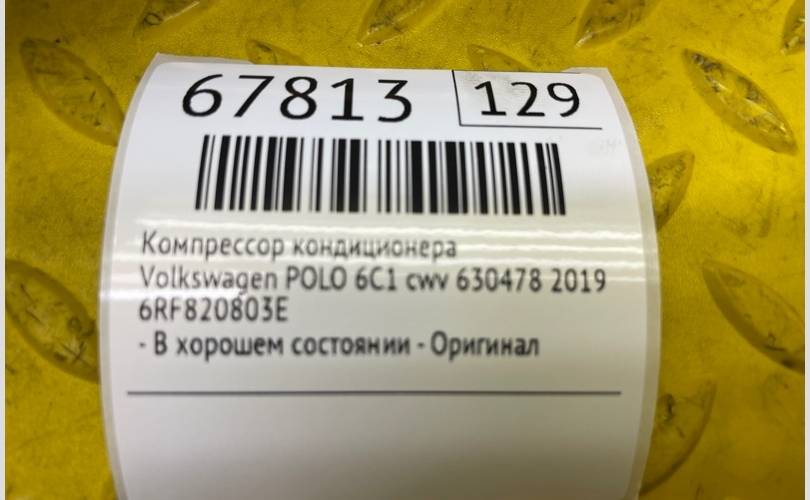 67813 129
Компрессор кондиционера
Volkswagen POLO 6C1 cwv 630478 2019
6RF820803E
- В хорошем состоянии - Оригинал